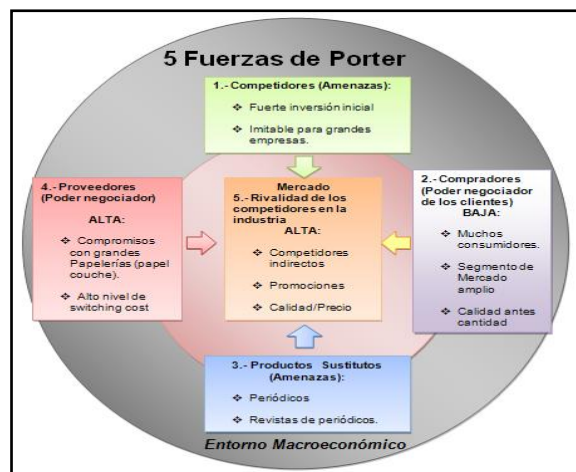 5 Fuerzas de Porter
1.- Competidores (Amenazas):
❖ Fuerte inversión inicial
❖ Imitable para grandes
empresas.
4.- Proveedores
(Poder negociador)
ALTA:
❖ Compromisos
con grandes
Papelerías (papel
couche).
❖ Alto nivel de
switching cost
Mercado
5.- Rivalidad de los
competidores en la
industria
ALTA:
❖ Competidores
indirectos
❖ Promociones
❖ Calidad/Precio
2.- Compradores
(Poder negociador
de los clientes)
BAJA:
❖ Muchos
consumidores.
❖ Segmento de
Mercado
amplio
❖ Calidad antes
cantidad
3.- Productos Sustitutos
(Amenazas):
❖ Periódicos
❖ Revistas de periódicos.
Entorno Macroeconómico